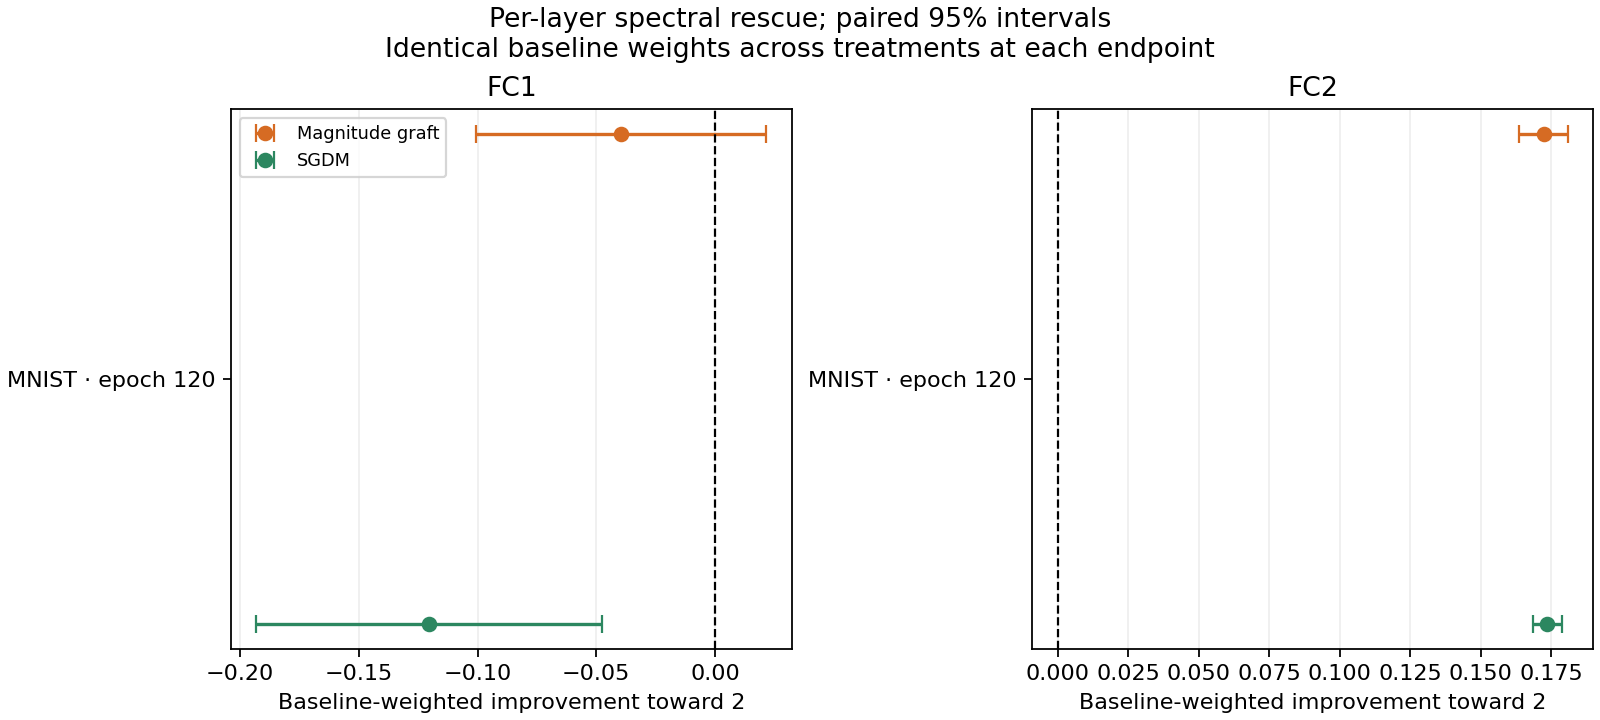 Per-layer spectral rescue; paired 95% intervals
Identical baseline weights across treatments at each endpoint
FC1
Magnitude graft
SGDM
MNIST · epoch 120
−0.20 −0.15 −0.10 −0.05 0.00
Baseline-weighted improvement toward 2
FC2
MNIST · epoch 120
0.000 0.025 0.050 0.075 0.100 0.125 0.150 0.175
Baseline-weighted improvement toward 2